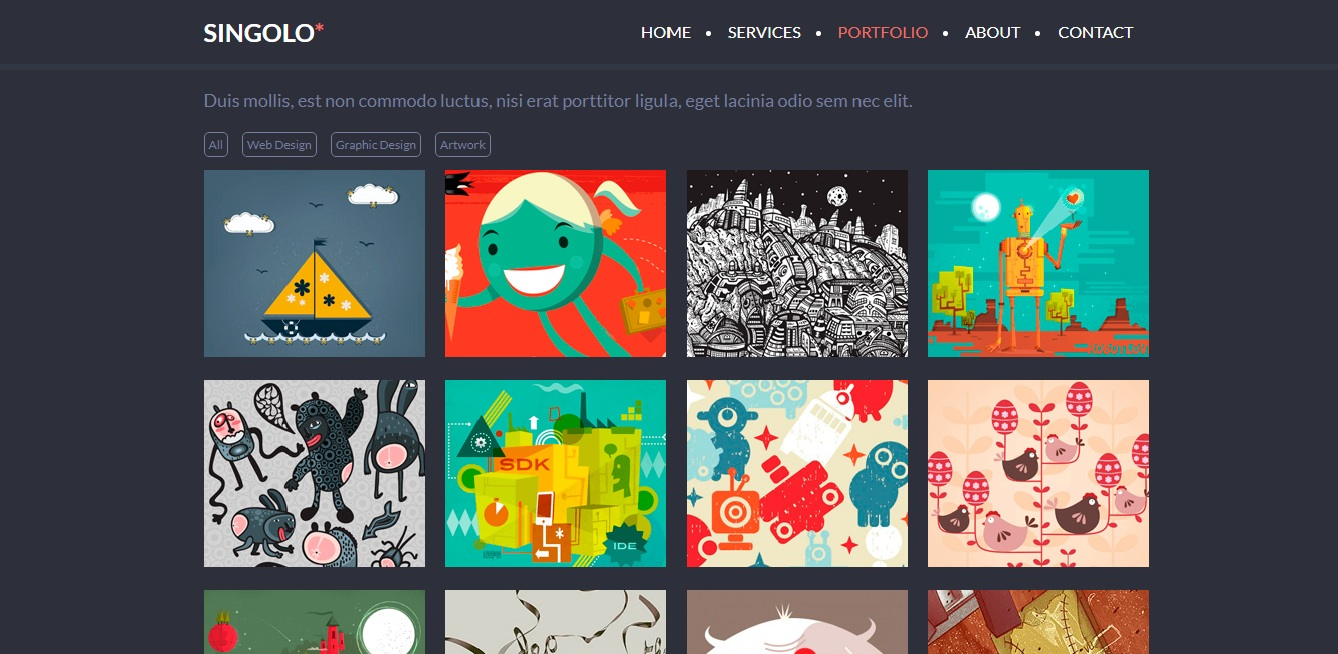 SINGOLO*
HOME • SERVICES • PORTFOLIO • ABOUT • CONTACT
Duis mollis, est non commodo luctus, nisi erat porttitor ligula, eget lacinia odio sem nec elit.
All Web Design Graphic Design Artwork
SDK
IDE